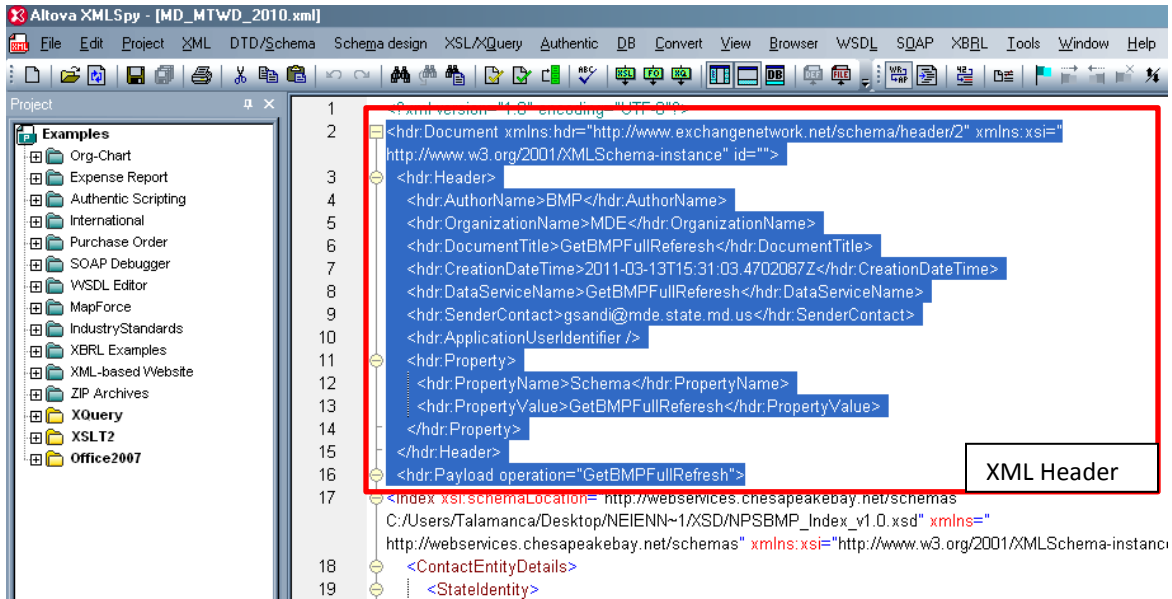 Altova XMLSpy - [MD_MTWD_2010.xml]
File Edit Project XML DTD/Schema Schema design XSL/XQuery Authentic DB Convert View Browser WSDL SOAP XBRL Tools Window Help
Project
Examples
Org-Chart
Expense Report
Authentic Scripting
International
Purchase Order
SOAP Debugger
WSDL Editor
MapForce
IndustryStandards
XBRL Examples
XML-based Website
ZIP Archives
XQuery
XSLT2
Office2007
1 <?xml version="1.0" encoding="UTF-8"?>
2 <hdr:Document xmlns:hdr="http://www.exchangenetwork.net/schema/header/2" xmlns:xsi="
http://www.w3.org/2001/XMLSchema-instance" id="">
3 <hdr:Header>
4 <hdr:AuthorName>BMP</hdr:AuthorName>
5 <hdr:OrganizationName>MDE</hdr:OrganizationName>
6 <hdr:DocumentTitle>GetBMPFullReferesh</hdr:DocumentTitle>
7 <hdr:CreationDateTime>2011-03-13T15:31:03.4702087Z</hdr:CreationDateTime>
8 <hdr:DataServiceName>GetBMPFullReferesh</hdr:DataServiceName>
9 <hdr:SenderContact>gsandi@mde.state.md.us</hdr:SenderContact>
10 <hdr:ApplicationUserIdentifier />
11 <hdr:Property>
12 <hdr:PropertyName>Schema</hdr:PropertyName>
13 <hdr:PropertyValue>GetBMPFullReferesh</hdr:PropertyValue>
14 </hdr:Property>
15 </hdr:Header>
16 <hdr:Payload operation="GetBMPFullRefresh">
XML Header
17 <Index xsi:schemaLocation="http://webservices.chesapeakebay.net/schemas
C:/Users/Talamanca/Desktop/NEIENN~1/XSD/NPSBMP_Index_v1.0.xsd" xmlns="
http://webservices.chesapeakebay.net/schemas" xmlns:xsi="http://www.w3.org/2001/XMLSchema-instance
18 <ContactEntityDetails>
19 <StateIdentity>